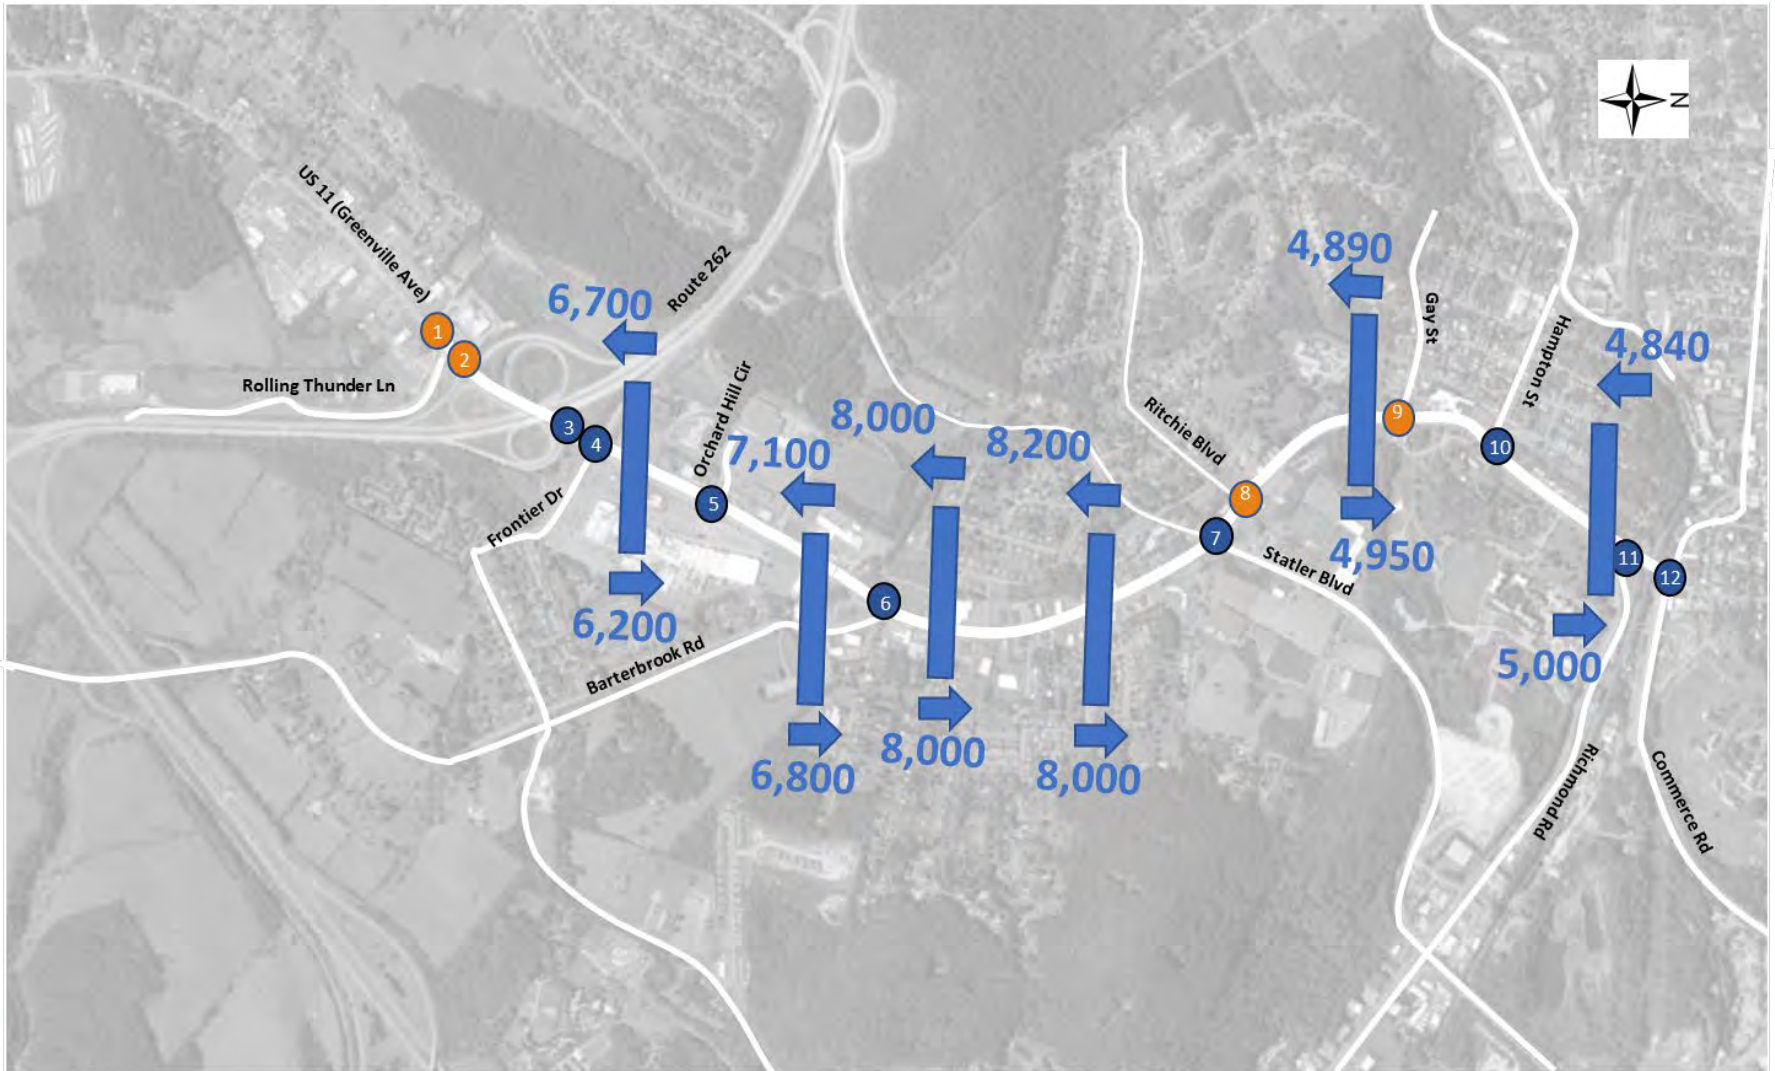 N
US 11 (Greenville Ave)
Route 262
6,700
4,890
Gay St
Hampton St
4,840
1
2
Rolling Thunder Ln
3
4
Orchard Hill Cir
7,100
8,000
8,200
Ritchie Blvd
9
10
5
Frontier Dr
8
7
Statler Blvd
4,950
11
12
6
6,200
Barterbrook Rd
5,000
6,800
8,000
8,000
Richmond Rd
Commerce Rd